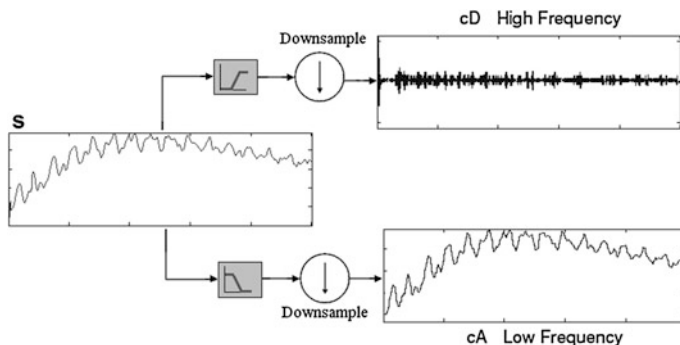 cD High Frequency
Downsample
S
Downsample
cA Low Frequency